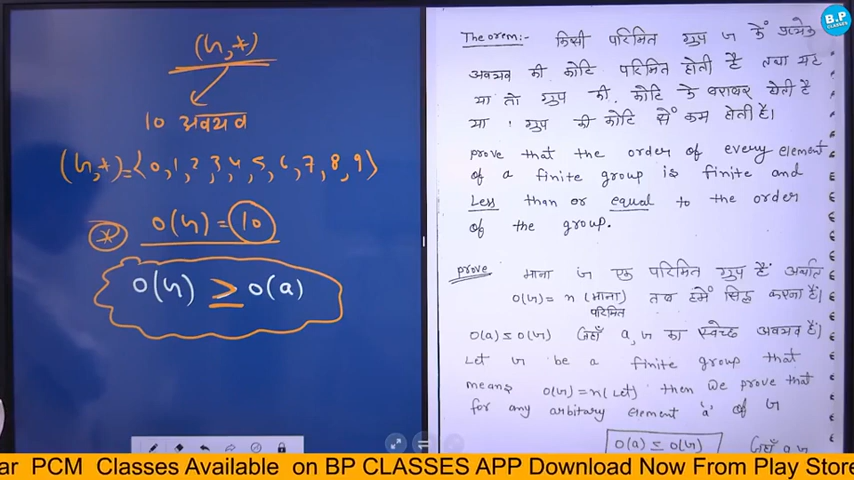 (G,*)
10 अवयव
(G,*)=⟨0,1,2,3,4,5,6,7,8,9⟩
* O(G) = 10
O(G) ≥ O(a)
Theorem:- किसी परिमित ग्रुप G के प्रत्येक
अवयव की कोटि परिमित होती है तथा यह
या तो ग्रुप की कोटि के बराबर होती है
या ग्रुप की कोटि से कम होती है।
prove that the order of every element
of a finite group is finite and
Less than or equal to the order
of the group.
prove माना G एक परिमित ग्रुप है अर्थात
O(G) = n (माना) तब हमें सिद्ध करना है।
परिमित
O(a) ≤ O(G) जहाँ a, G का स्वेच्छ अवयव है।
Let G be a finite group that
means O(G)=n(Let) then We prove that
for any arbitary element 'a' of G
O(a) ≤ O(G) जहाँ a, G
B.P
CLASSES
ar PCM Classes Available on BP CLASSES APP Download Now From Play Store